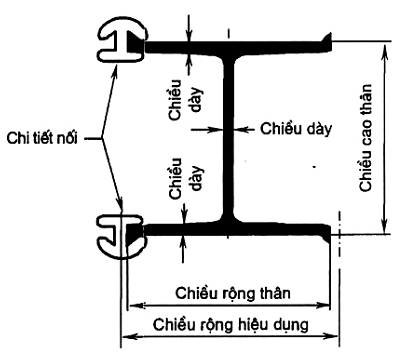 Chiều
dày
Chi tiết nối
Chiều dày
Chiều
dày
Chiều cao thân
Chiều rộng thân
Chiều rộng hiệu dụng